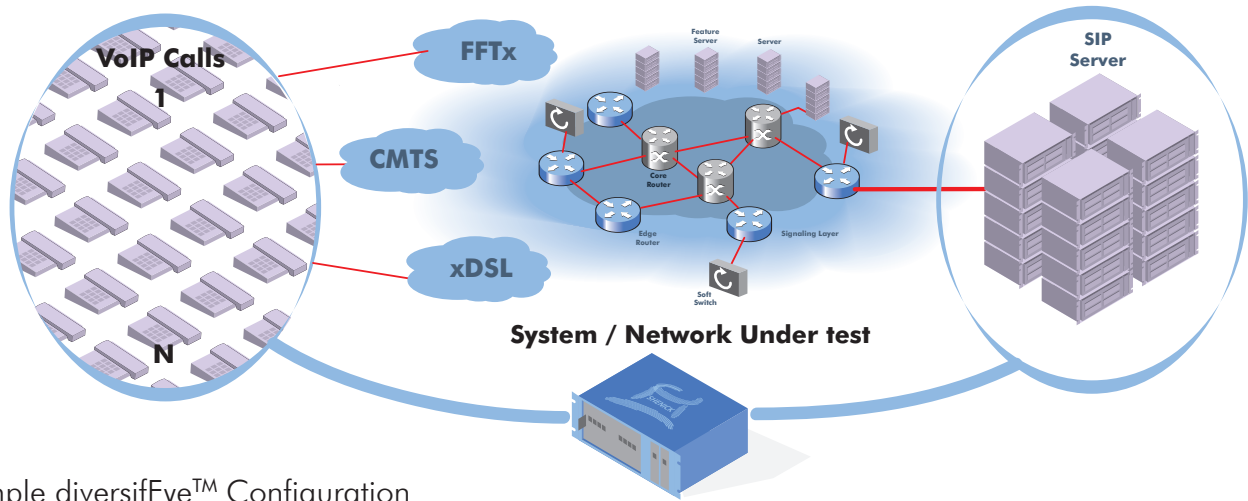 VoIP Calls
1
N
FFTx
CMTS
xDSL
Feature
Server
Server
Core
Router
Edge
Router
Signaling Layer
Soft
Switch
SIP
Server
System / Network Under test
SHENICK
diversifEye™ Configuration